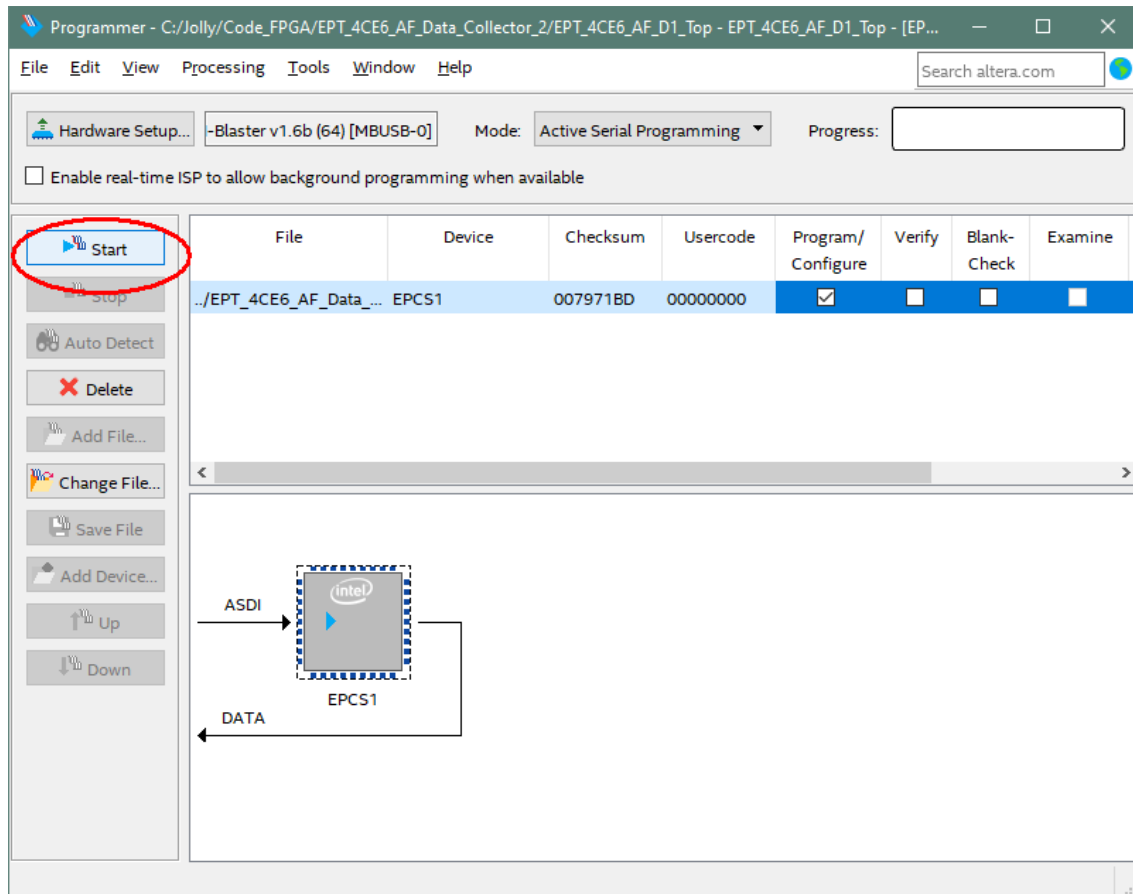 Programmer - C:/Jolly/Code_FPGA/EPT_4CE6_AF_Data_Collector_2/EPT_4CE6_AF_D1_Top - EPT_4CE6_AF_D1_Top - [EP...
File Edit View Processing Tools Window Help
Search altera.com
Hardware Setup... -Blaster v1.6b (64) [MBUSB-0] Mode: Active Serial Programming Progress:
Enable real-time ISP to allow background programming when available
Start
Stop
Auto Detect
Delete
Add File...
Change File...
Save File
Add Device...
Up
Down
File Device Checksum Usercode Program/ Verify Blank- Examine
Configure Check
../EPT_4CE6_AF_Data_... EPCS1 007971BD 00000000
ASDI
intel
EPCS1
DATA